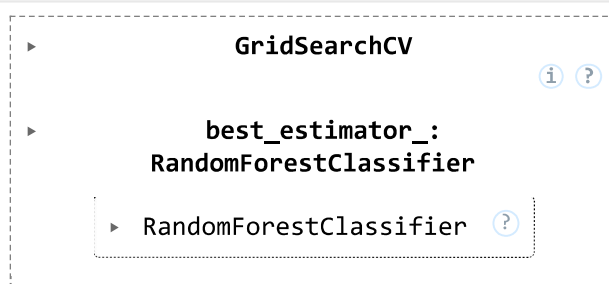 GridSearchCV
i ?
best_estimator_:
RandomForestClassifier
RandomForestClassifier ?